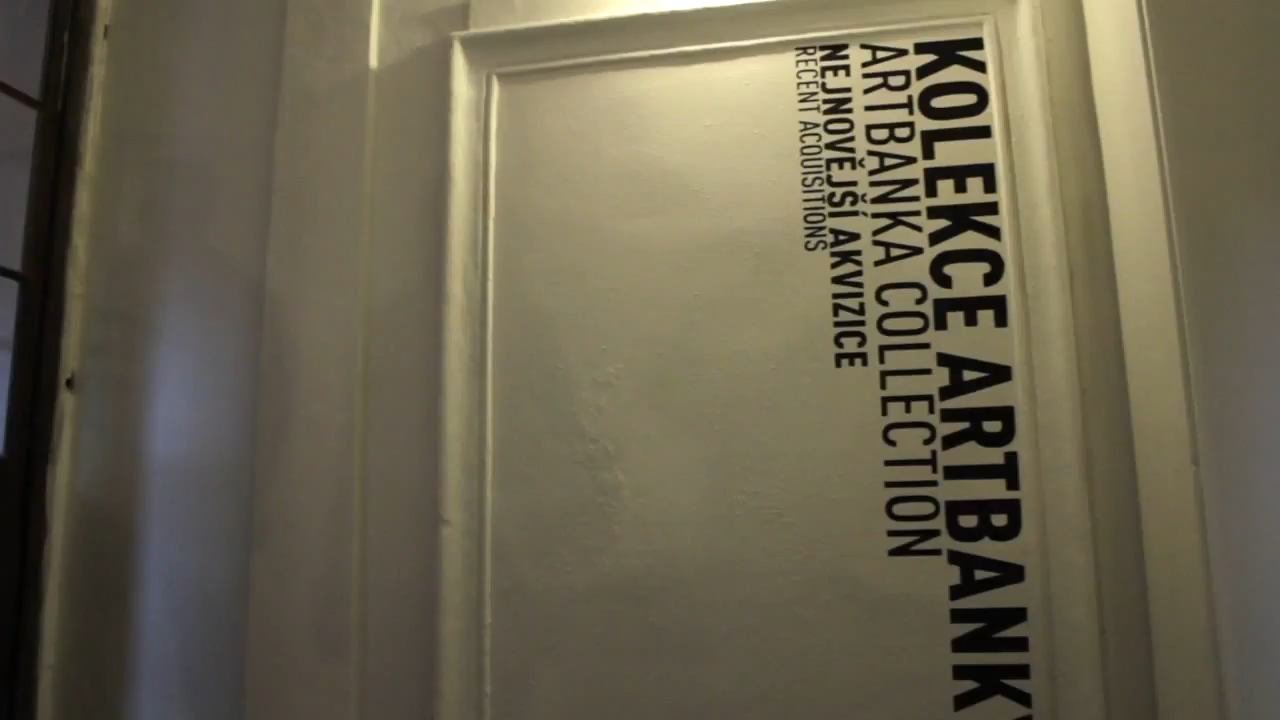 KOLEKCE ARTBANKY
ARTBANKA COLLECTION
NEJNOVĚJŠÍ AKVIZICE
RECENT ACQUISITIONS